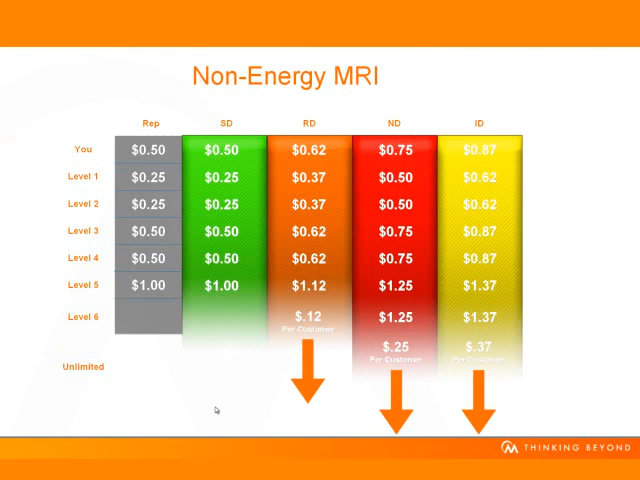 Non-Energy MRI
Rep SD RD ND ID
You $0.50 $0.50 $0.62 $0.75 $0.87
Level 1 $0.25 $0.25 $0.37 $0.50 $0.62
Level 2 $0.25 $0.25 $0.37 $0.50 $0.62
Level 3 $0.50 $0.50 $0.62 $0.75 $0.87
Level 4 $0.50 $0.50 $0.62 $0.75 $0.87
Level 5 $1.00 $1.00 $1.12 $1.25 $1.37
Level 6 $.12 $1.25 $1.37
Per Customer
$.25 $.37
Per Customer Per Customer
Unlimited
THINKING BEYOND